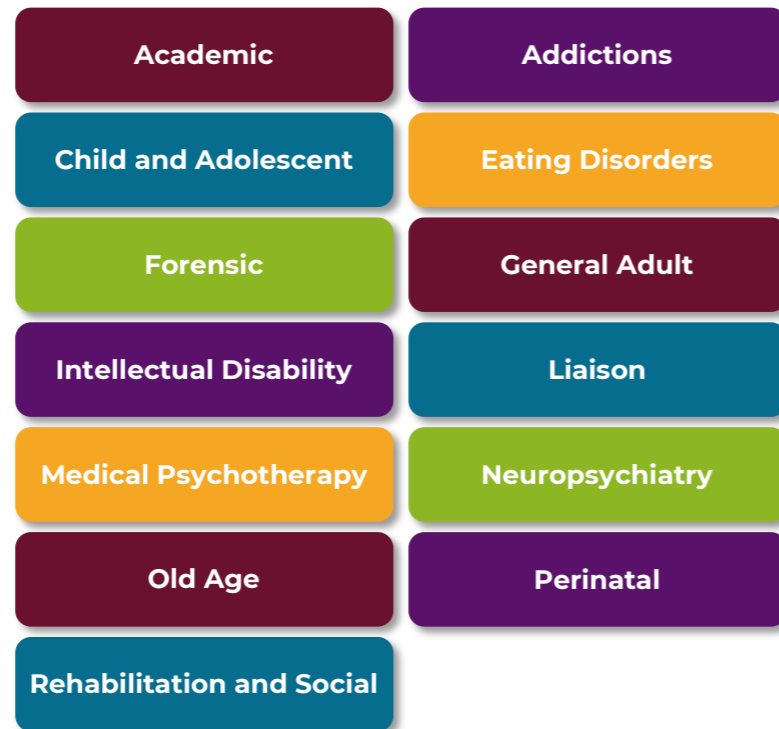 Academic
Addictions
Child and Adolescent
Eating Disorders
Forensic
General Adult
Intellectual Disability
Liaison
Medical Psychotherapy
Neuropsychiatry
Old Age
Perinatal
Rehabilitation and Social